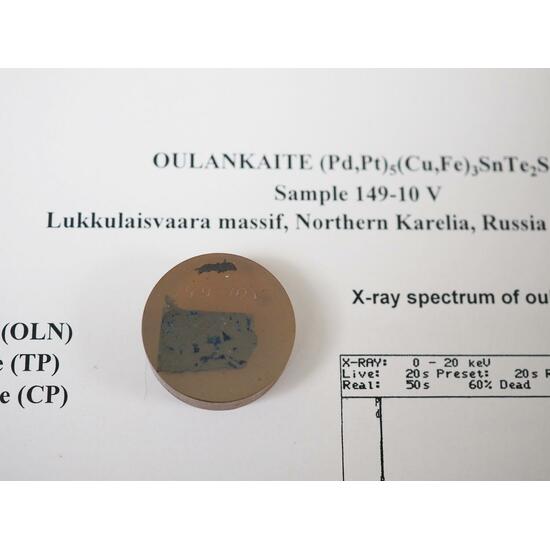 OULANKAITE (Pd,Pt)₅(Cu,Fe)₃SnTe₂S
Sample 149-10 V
Lukkulaisvaara massif, Northern Karelia, Russia
X-ray spectrum of ou
(OLN)
e (TP)
e (CP)
X-RAY: 0 - 20 keV
Live: 20s Preset: 20s R
Real: 50s 60% Dead
P
d